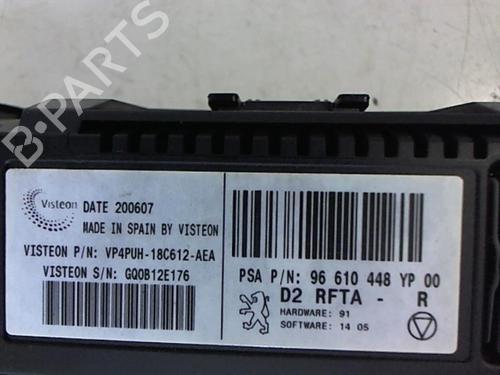 B-PARTS
Visteon
DATE 200607
MADE IN SPAIN BY VISTEON
VISTEON P/N: VP4PUH-18C612-AEA
VISTEON S/N: GQ0B12E176
PSA P/N: 96 610 448 YP 00
D2 RFTA - R
HARDWARE: 91
SOFTWARE: 14 05